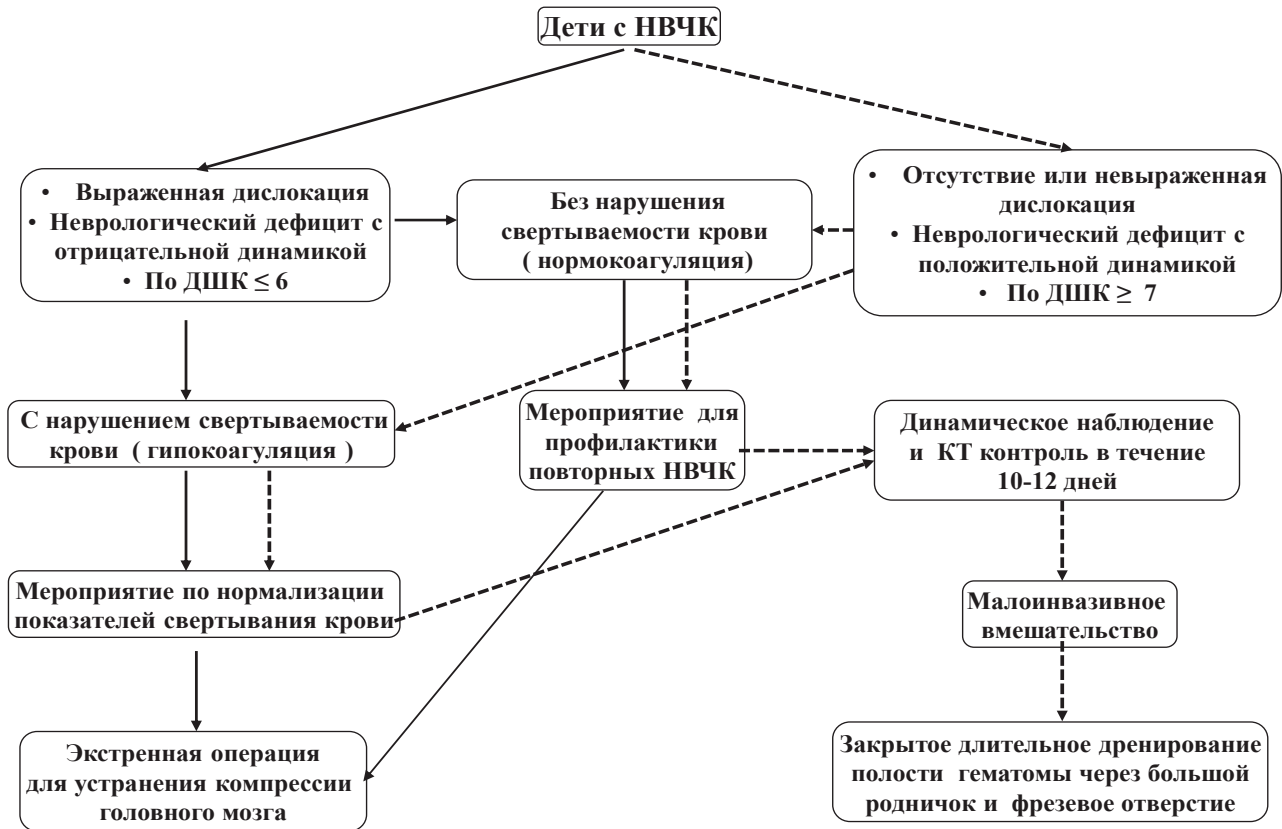 Дети с НВЧК
• Выраженная дислокация
• Неврологический дефицит с
отрицательной динамикой
• По ДШК ≤ 6
Без нарушения
свертываемости крови
( нормокоагуляция)
• Отсутствие или невыраженная
дислокация
• Неврологический дефицит с
положительной динамикой
• По ДШК ≥ 7
С нарушением свертываемости
крови ( гипокоагуляция )
Мероприятие для
профилактики
повторных НВЧК
Динамическое наблюдение
и КТ контроль в течение
10-12 дней
Мероприятие по нормализации
показателей свертывания крови
Малоинвазивное
вмешательство
Экстренная операция
для устранения компрессии
головного мозга
Закрытое длительное дренирование
полости гематомы через большой
родничок и фрезевое отверстие